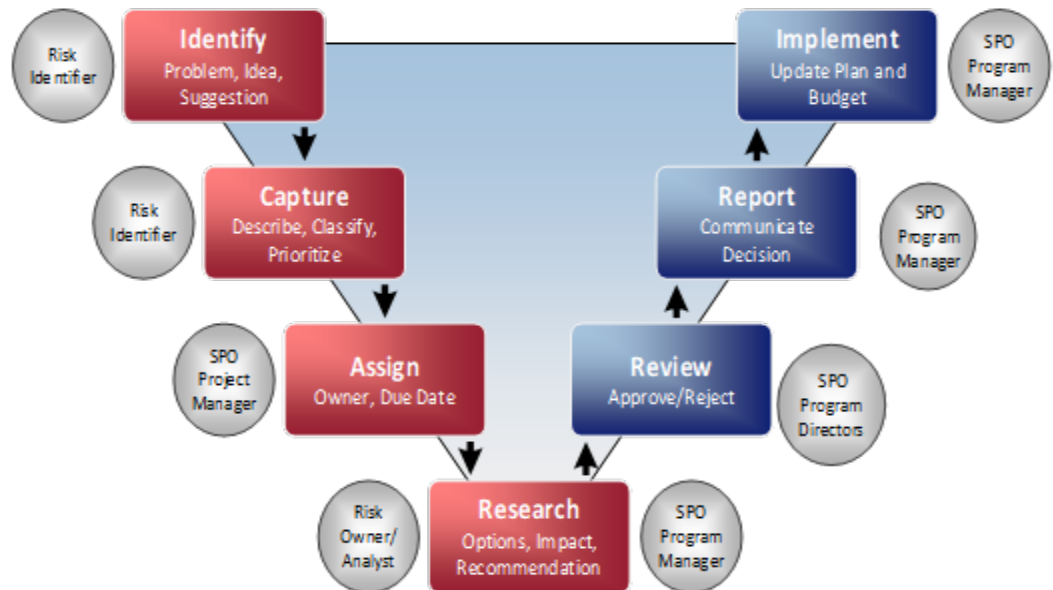 Risk
Identifier
Identify
Problem, Idea,
Suggestion
Implement
Update Plan and
Budget
SPO
Program
Manager
Risk
Identifier
Capture
Describe, Classify,
Prioritize
Report
Communicate
Decision
SPO
Program
Manager
SPO
Project
Manager
Assign
Owner, Due Date
Review
Approve/Reject
SPO
Program
Directors
Risk
Owner/
Analyst
Research
Options, Impact,
Recommendation
SPO
Program
Manager